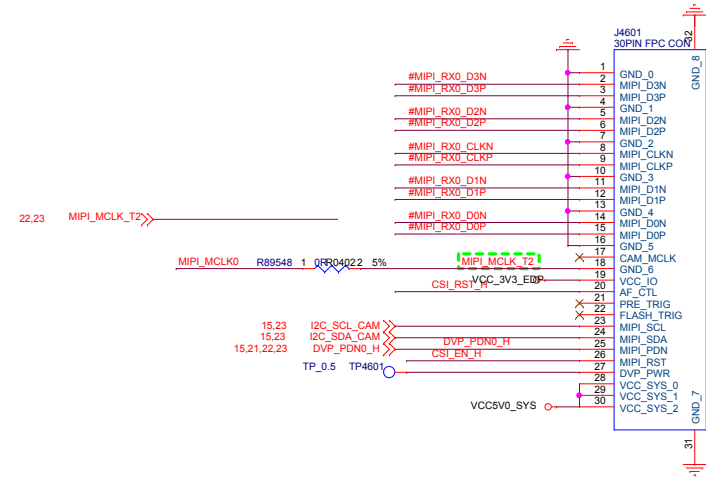 J4601
30PIN FPC CON
32
GND_8
1 GND_0
#MIPI_RX0_D3N 2 MIPI_D3N
#MIPI_RX0_D3P 3 MIPI_D3P
4 GND_1
#MIPI_RX0_D2N 5 MIPI_D2N
#MIPI_RX0_D2P 6 MIPI_D2P
7 GND_2
#MIPI_RX0_CLKN 8 MIPI_CLKN
#MIPI_RX0_CLKP 9 MIPI_CLKP
10 GND_3
#MIPI_RX0_D1N 11 MIPI_D1N
#MIPI_RX0_D1P 12 MIPI_D1P
13 GND_4
22,23 MIPI_MCLK_T2
#MIPI_RX0_D0N 14 MIPI_D0N
#MIPI_RX0_D0P 15 MIPI_D0P
16 GND_5
17 CAM_MCLK
MIPI_MCLK0 R89548 1 0R R0402 2 5% MIPI_MCLK_T2 18 GND_6
VCC_3V3_EDP 19 VCC_IO
CSI_RST_H 20 AF_CTL
21 PRE_TRIG
22 FLASH_TRIG
15,23 I2C_SCL_CAM 23 MIPI_SCL
15,23 I2C_SDA_CAM 24 MIPI_SDA
15,21,22,23 DVP_PDN0_H DVP_PDN0_H 25 MIPI_PDN
CSI_EN_H 26 MIPI_RST
TP_0.5 TP4601 27 DVP_PWR
28 VCC_SYS_0
29 VCC_SYS_1
VCC5V0_SYS 30 VCC_SYS_2
GND_7
31